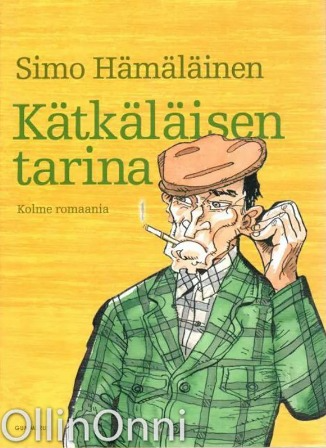 Simo Hämäläinen
Kätkäläisen
tarina
Kolme romaania
OllinOnni